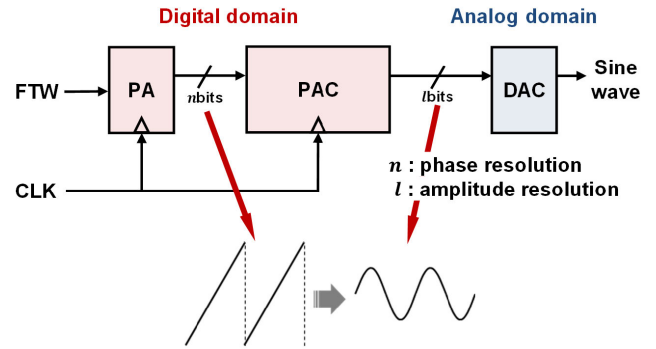 Digital domain
Analog domain
FTW
PA
nbits
PAC
lbits
DAC
Sine
wave
CLK
n : phase resolution
l : amplitude resolution